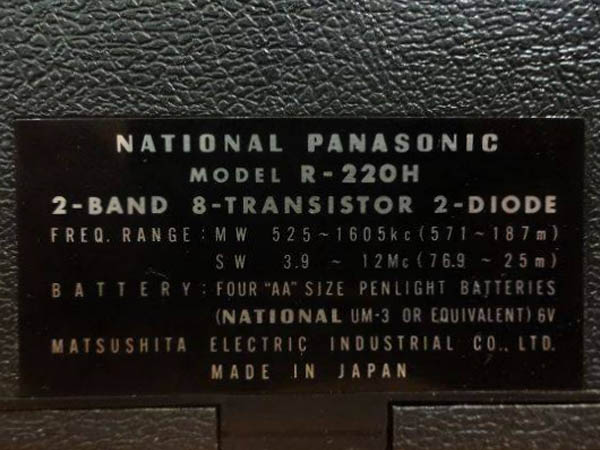 NATIONAL PANASONIC
MODEL R-220H
2-BAND 8-TRANSISTOR 2-DIODE
FREQ. RANGE : MW 525 ~ 1605kc (571 ~ 187m)
SW 3.9 ~ 12Mc (76.9 ~ 25m)
BATTERY : FOUR "AA" SIZE PENLIGHT BATTERIES
(NATIONAL UM-3 OR EQUIVALENT) 6V
MATSUSHITA ELECTRIC INDUSTRIAL CO., LTD.
MADE IN JAPAN